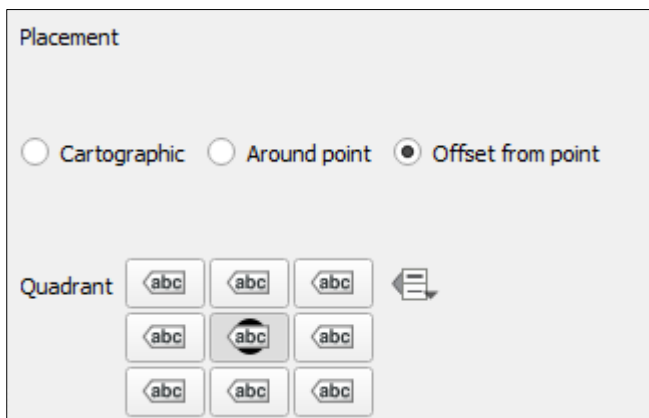 Placement
Cartographic Around point Offset from point
Quadrant abc abc abc
abc abc abc
abc abc abc